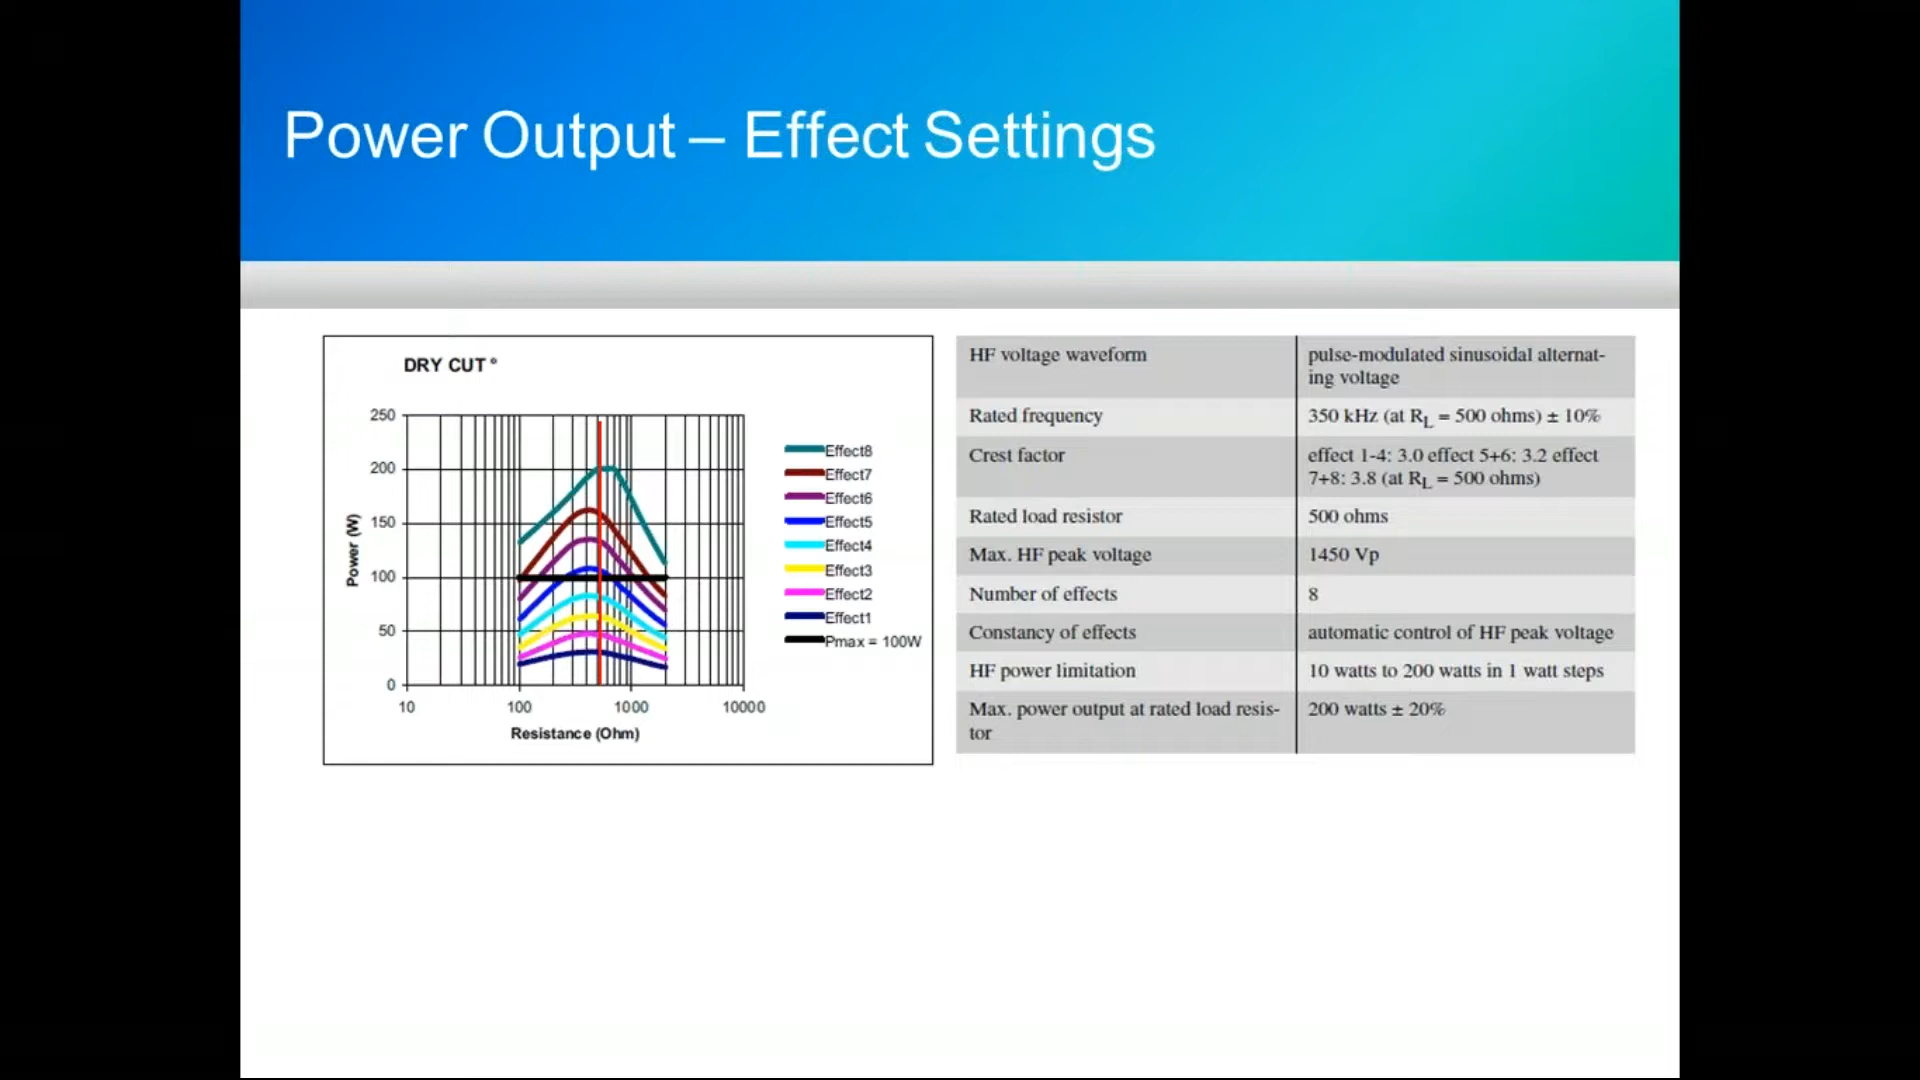 Power Output – Effect Settings
DRY CUT °
250
200
150
100
50
0
Power (W)
10
100
1000
10000
Resistance (Ohm)
Effect8
Effect7
Effect6
Effect5
Effect4
Effect3
Effect2
Effect1
Pmax = 100W
HF voltage waveform
pulse-modulated sinusoidal alternat-
ing voltage
Rated frequency
350 kHz (at RL = 500 ohms) ± 10%
Crest factor
effect 1-4: 3.0 effect 5+6: 3.2 effect
7+8: 3.8 (at RL = 500 ohms)
Rated load resistor
500 ohms
Max. HF peak voltage
1450 Vp
Number of effects
8
Constancy of effects
automatic control of HF peak voltage
HF power limitation
10 watts to 200 watts in 1 watt steps
Max. power output at rated load resis-
tor
200 watts ± 20%